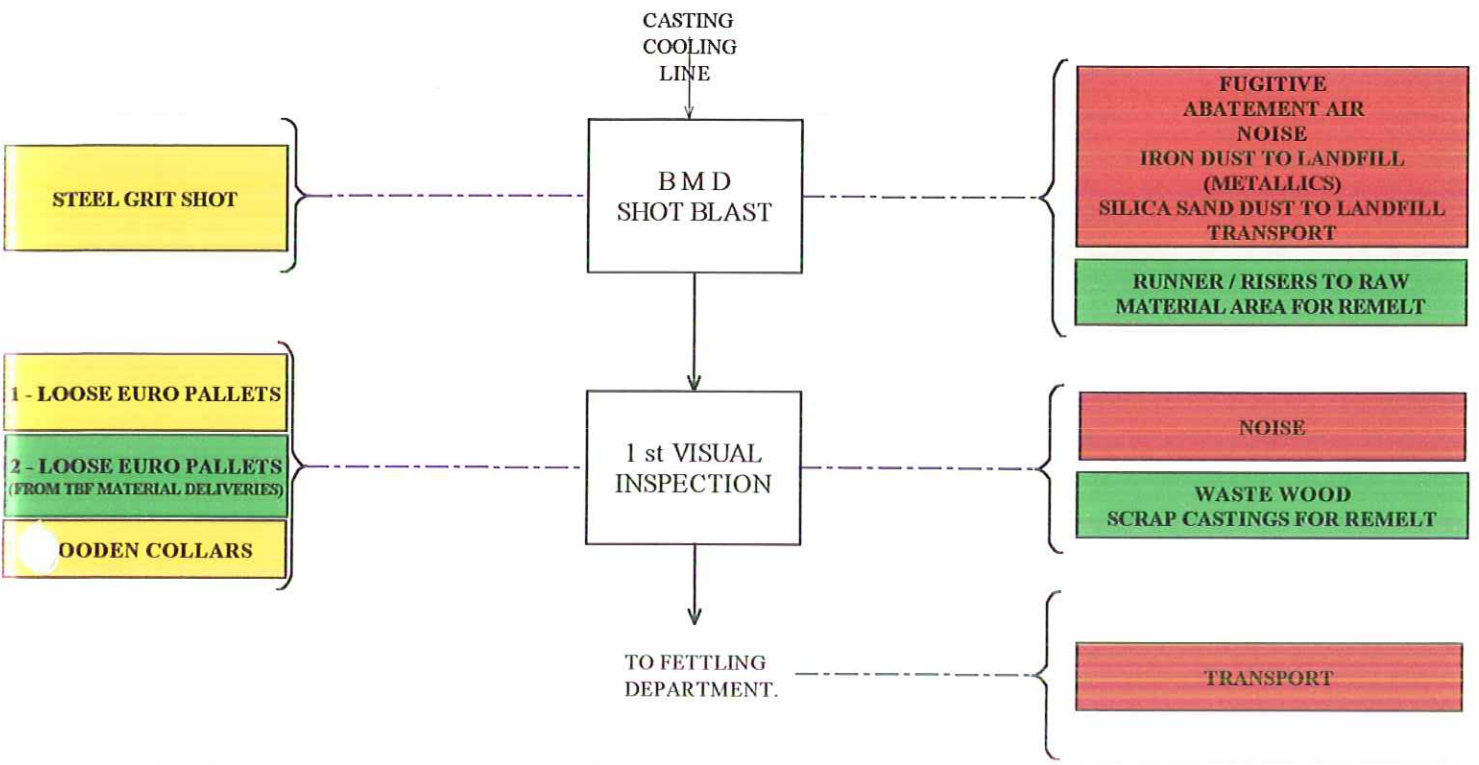 CASTING
COOLING
LINE
STEEL GRIT SHOT
B M D
SHOT BLAST
FUGITIVE
ABATEMENT AIR
NOISE
IRON DUST TO LANDFILL
(METALLICS)
SILICA SAND DUST TO LANDFILL
TRANSPORT
RUNNER / RISERS TO RAW
MATERIAL AREA FOR REMELT
1 - LOOSE EURO PALLETS
2 - LOOSE EURO PALLETS
(FROM TBF MATERIAL DELIVERIES)
OODEN COLLARS
1 st VISUAL
INSPECTION
NOISE
WASTE WOOD
SCRAP CASTINGS FOR REMELT
TO FETTLING
DEPARTMENT.
TRANSPORT